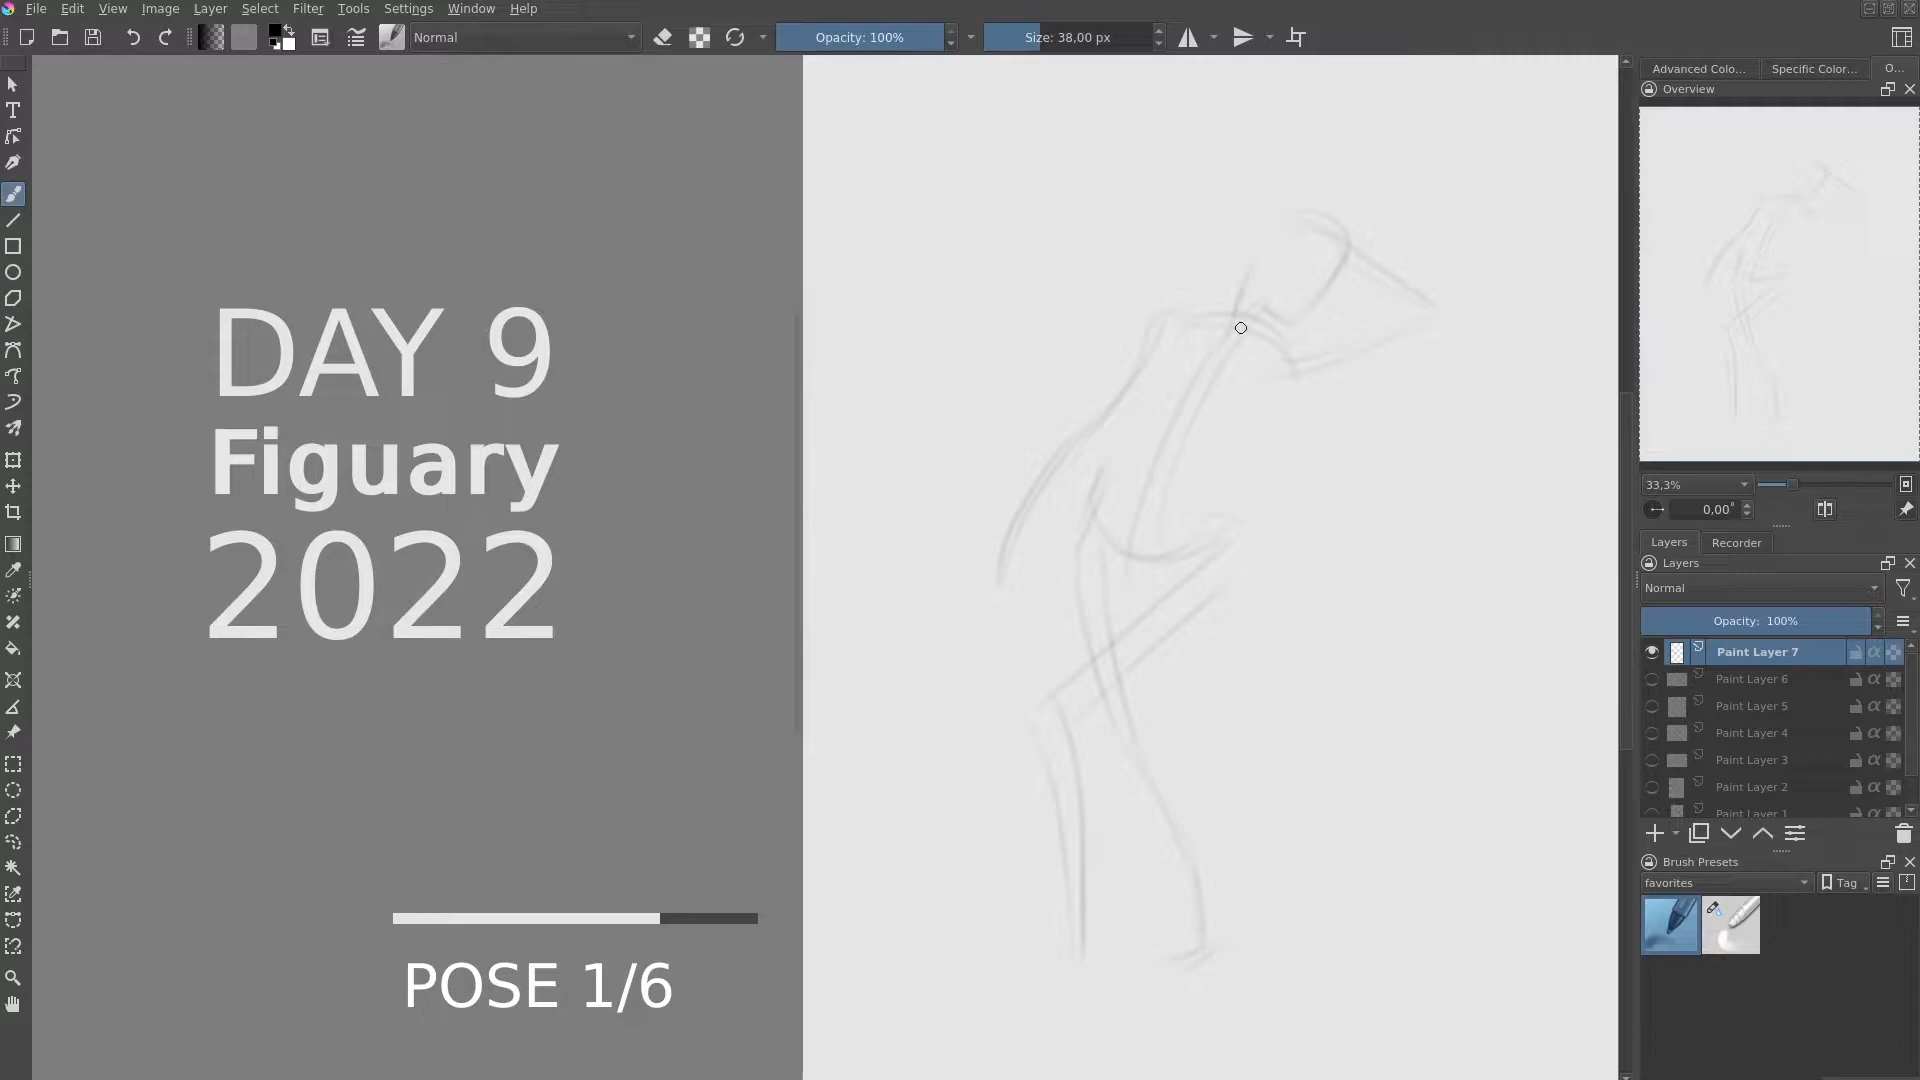 File Edit View Image Layer Select Filter Tools Settings Window Help
Normal
Opacity: 100%
Size: 38,00 px
Advanced Colo...
Specific Color...
O...
Overview
DAY 9
Figuary
2022
33,3%
0,00°
Layers
Recorder
Layers
Normal
Opacity: 100%
Paint Layer 7
Paint Layer 6
Paint Layer 5
Paint Layer 4
Paint Layer 3
Paint Layer 2
Paint Layer 1
Brush Presets
favorites
Tag
POSE 1/6